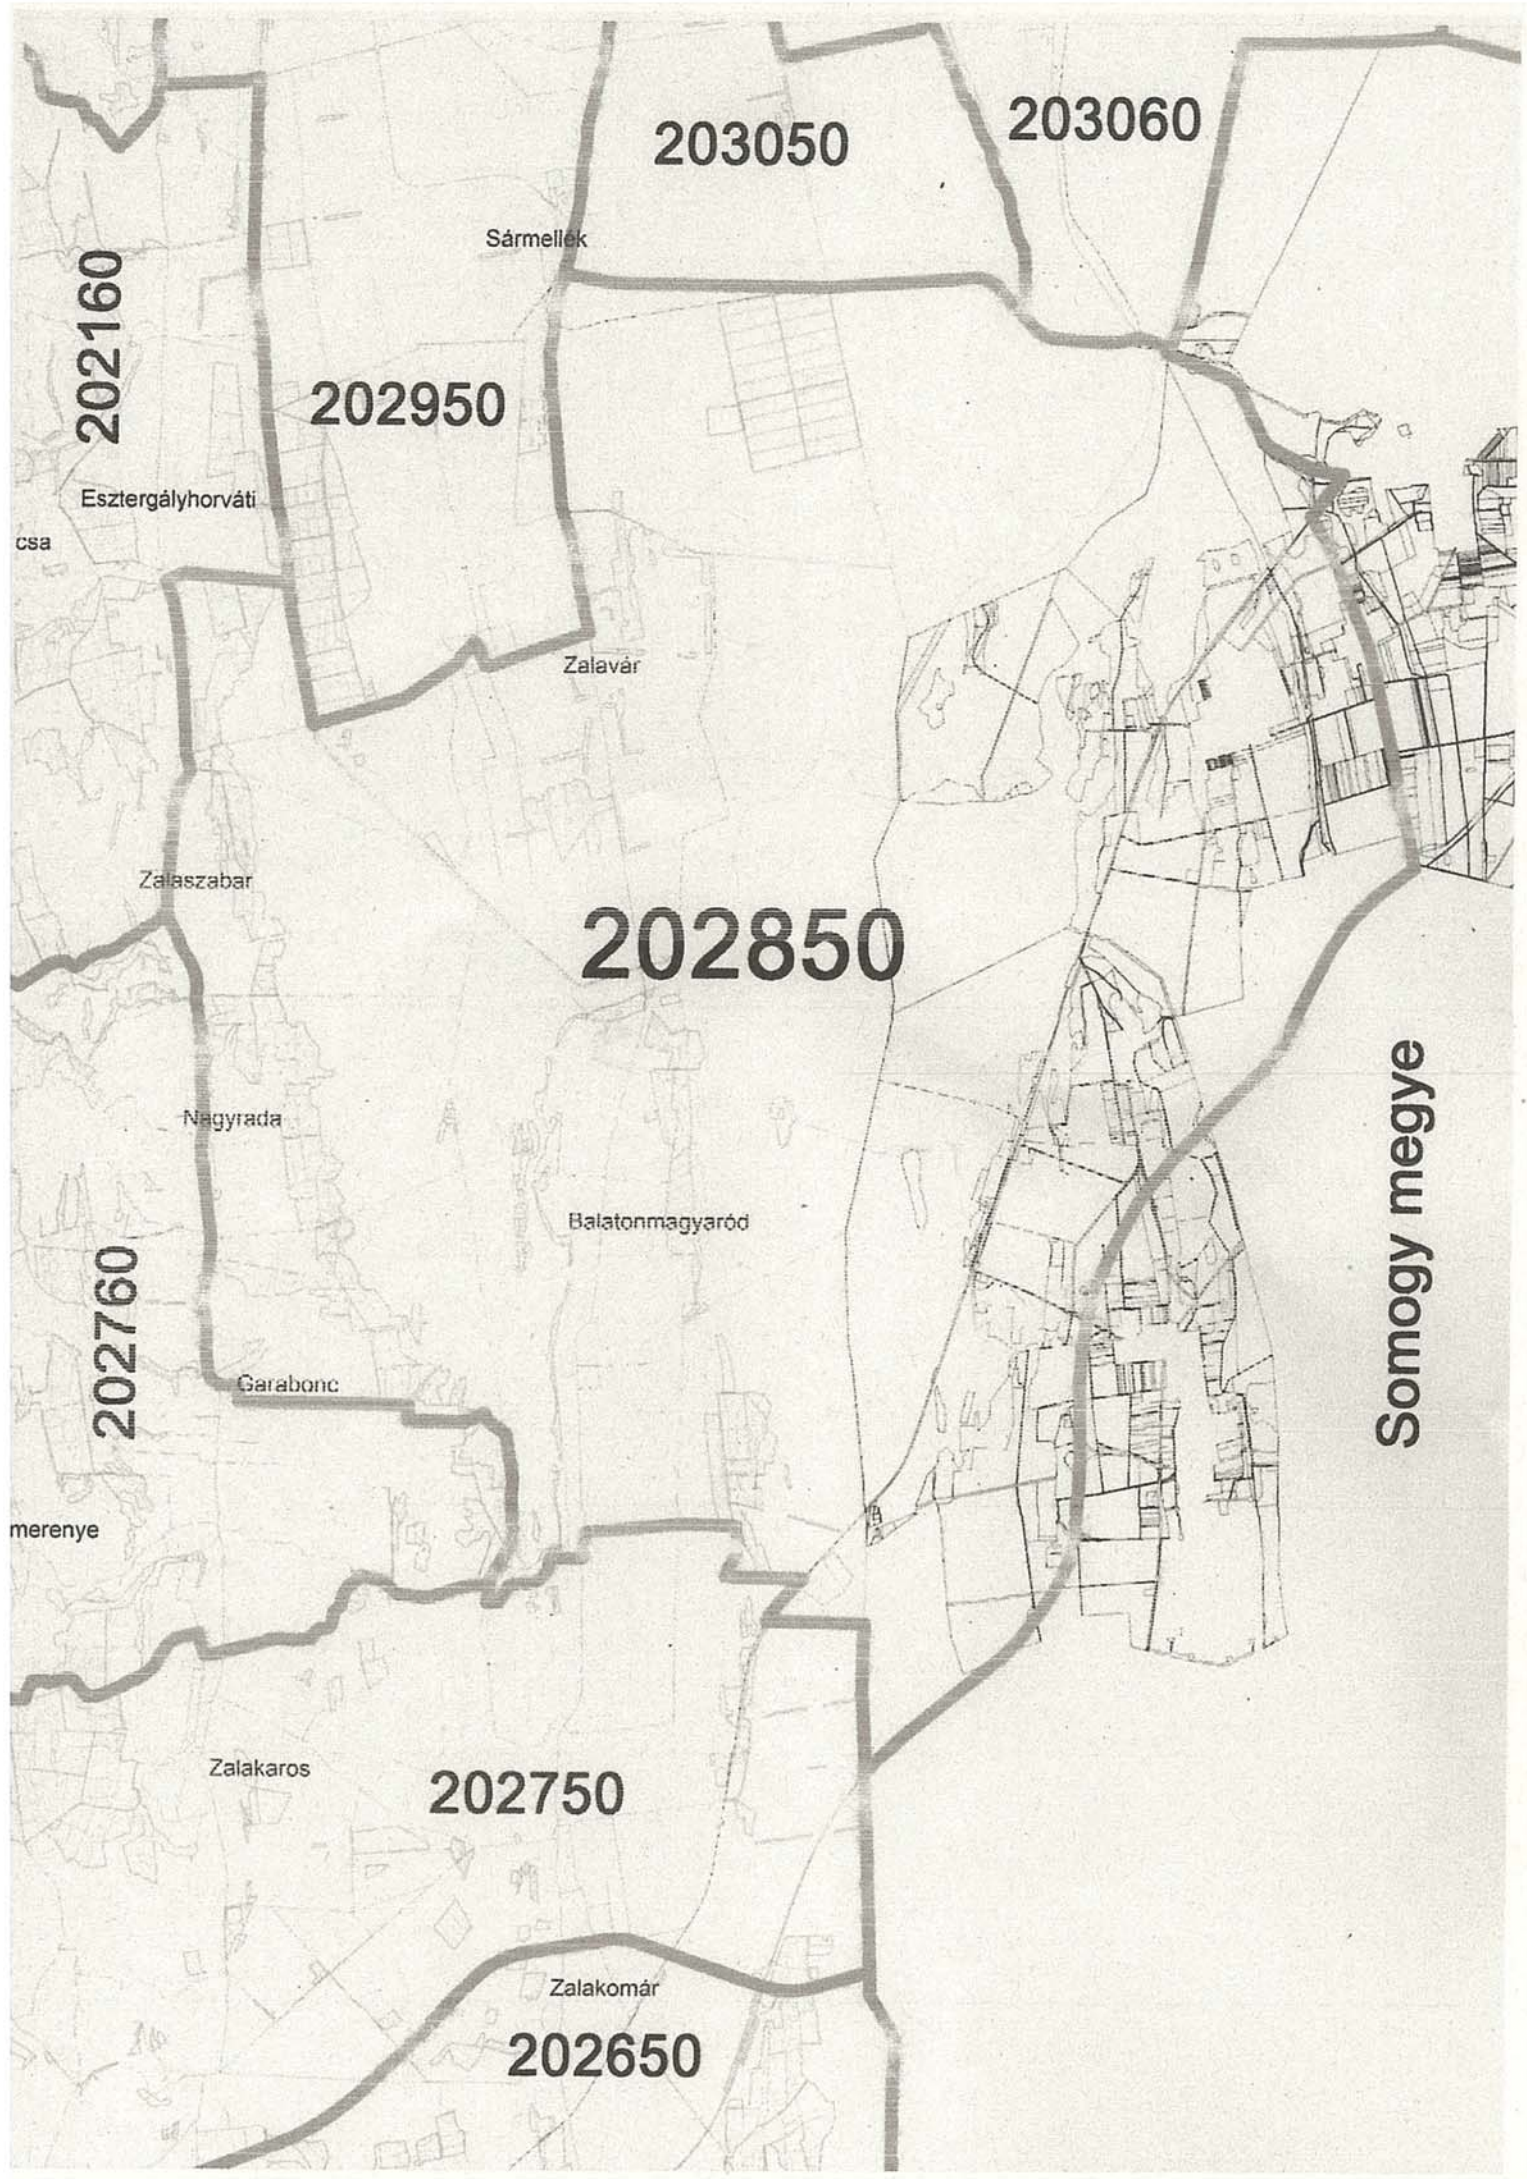 203060
203050
Sármellék
202160
202950
Esztergályhorváti
csa
Zalavár
Zalaszabar
202850
Nagyrada
Somogy megye
Balatonmagyaród
202760
Garabonc
merenye
Zalakaros
202750
Zalakomár
202650